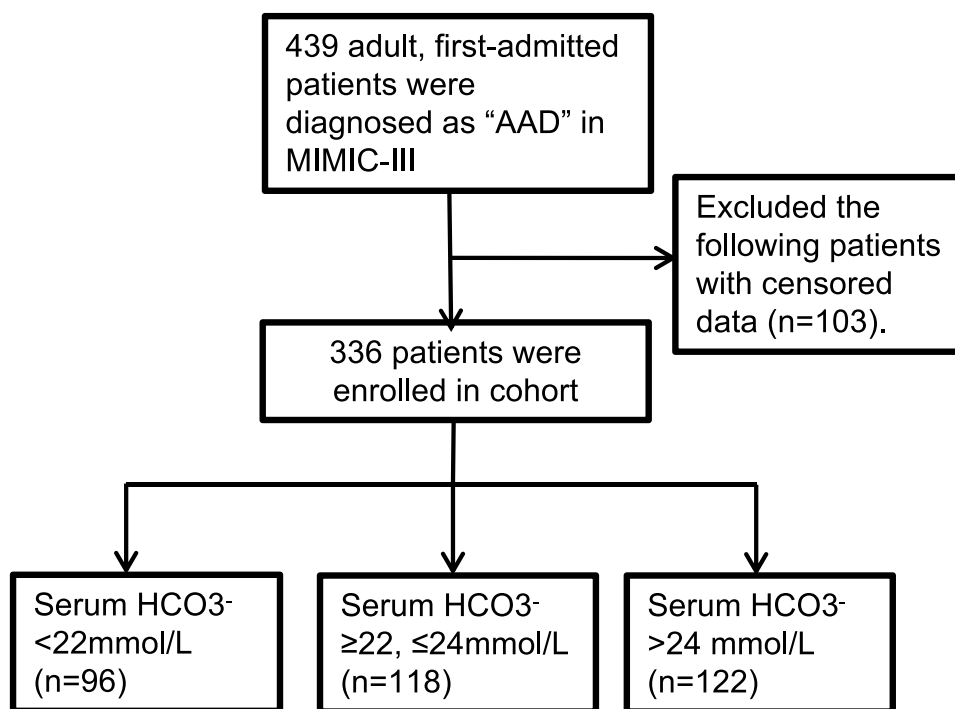 439 adult, first-admitted
patients were
diagnosed as “AAD” in
MIMIC-III
Excluded the
following patients
with censored
data (n=103).
336 patients were
enrolled in cohort
Serum HCO3-
<22mmol/L
(n=96)
Serum HCO3-
≥22, ≤24mmol/L
(n=118)
Serum HCO3-
>24 mmol/L
(n=122)